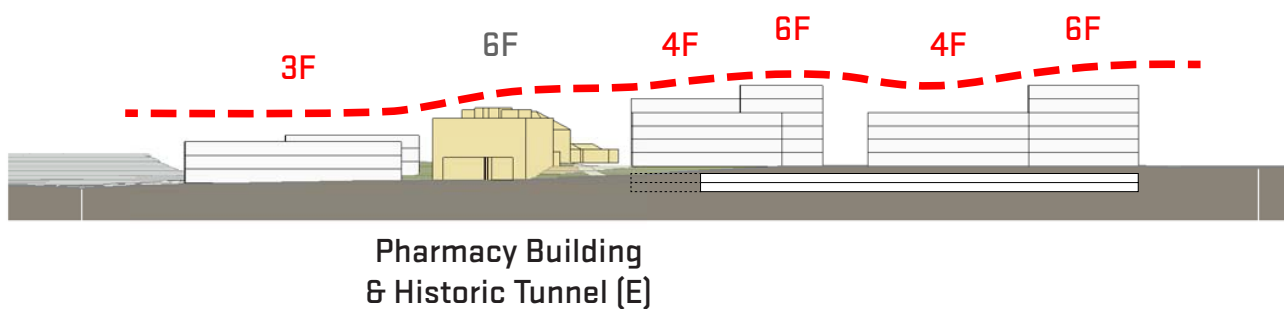 3F
6F
4F
6F
4F
6F
Pharmacy Building
& Historic Tunnel (E)